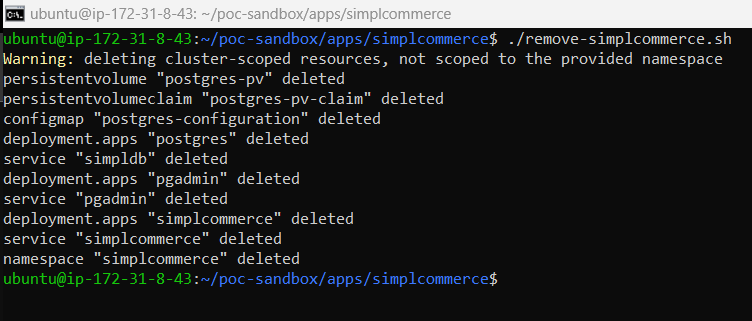 ubuntu@ip-172-31-8-43: ~/poc-sandbox/apps/simplcommerce
ubuntu@ip-172-31-8-43:~/poc-sandbox/apps/simplcommerce$ ./remove-simplcommerce.sh
Warning: deleting cluster-scoped resources, not scoped to the provided namespace
persistentvolume "postgres-pv" deleted
persistentvolumeclaim "postgres-pv-claim" deleted
configmap "postgres-configuration" deleted
deployment.apps "postgres" deleted
service "simpldb" deleted
deployment.apps "pgadmin" deleted
service "pgadmin" deleted
deployment.apps "simplcommerce" deleted
service "simplcommerce" deleted
namespace "simplcommerce" deleted
ubuntu@ip-172-31-8-43:~/poc-sandbox/apps/simplcommerce$